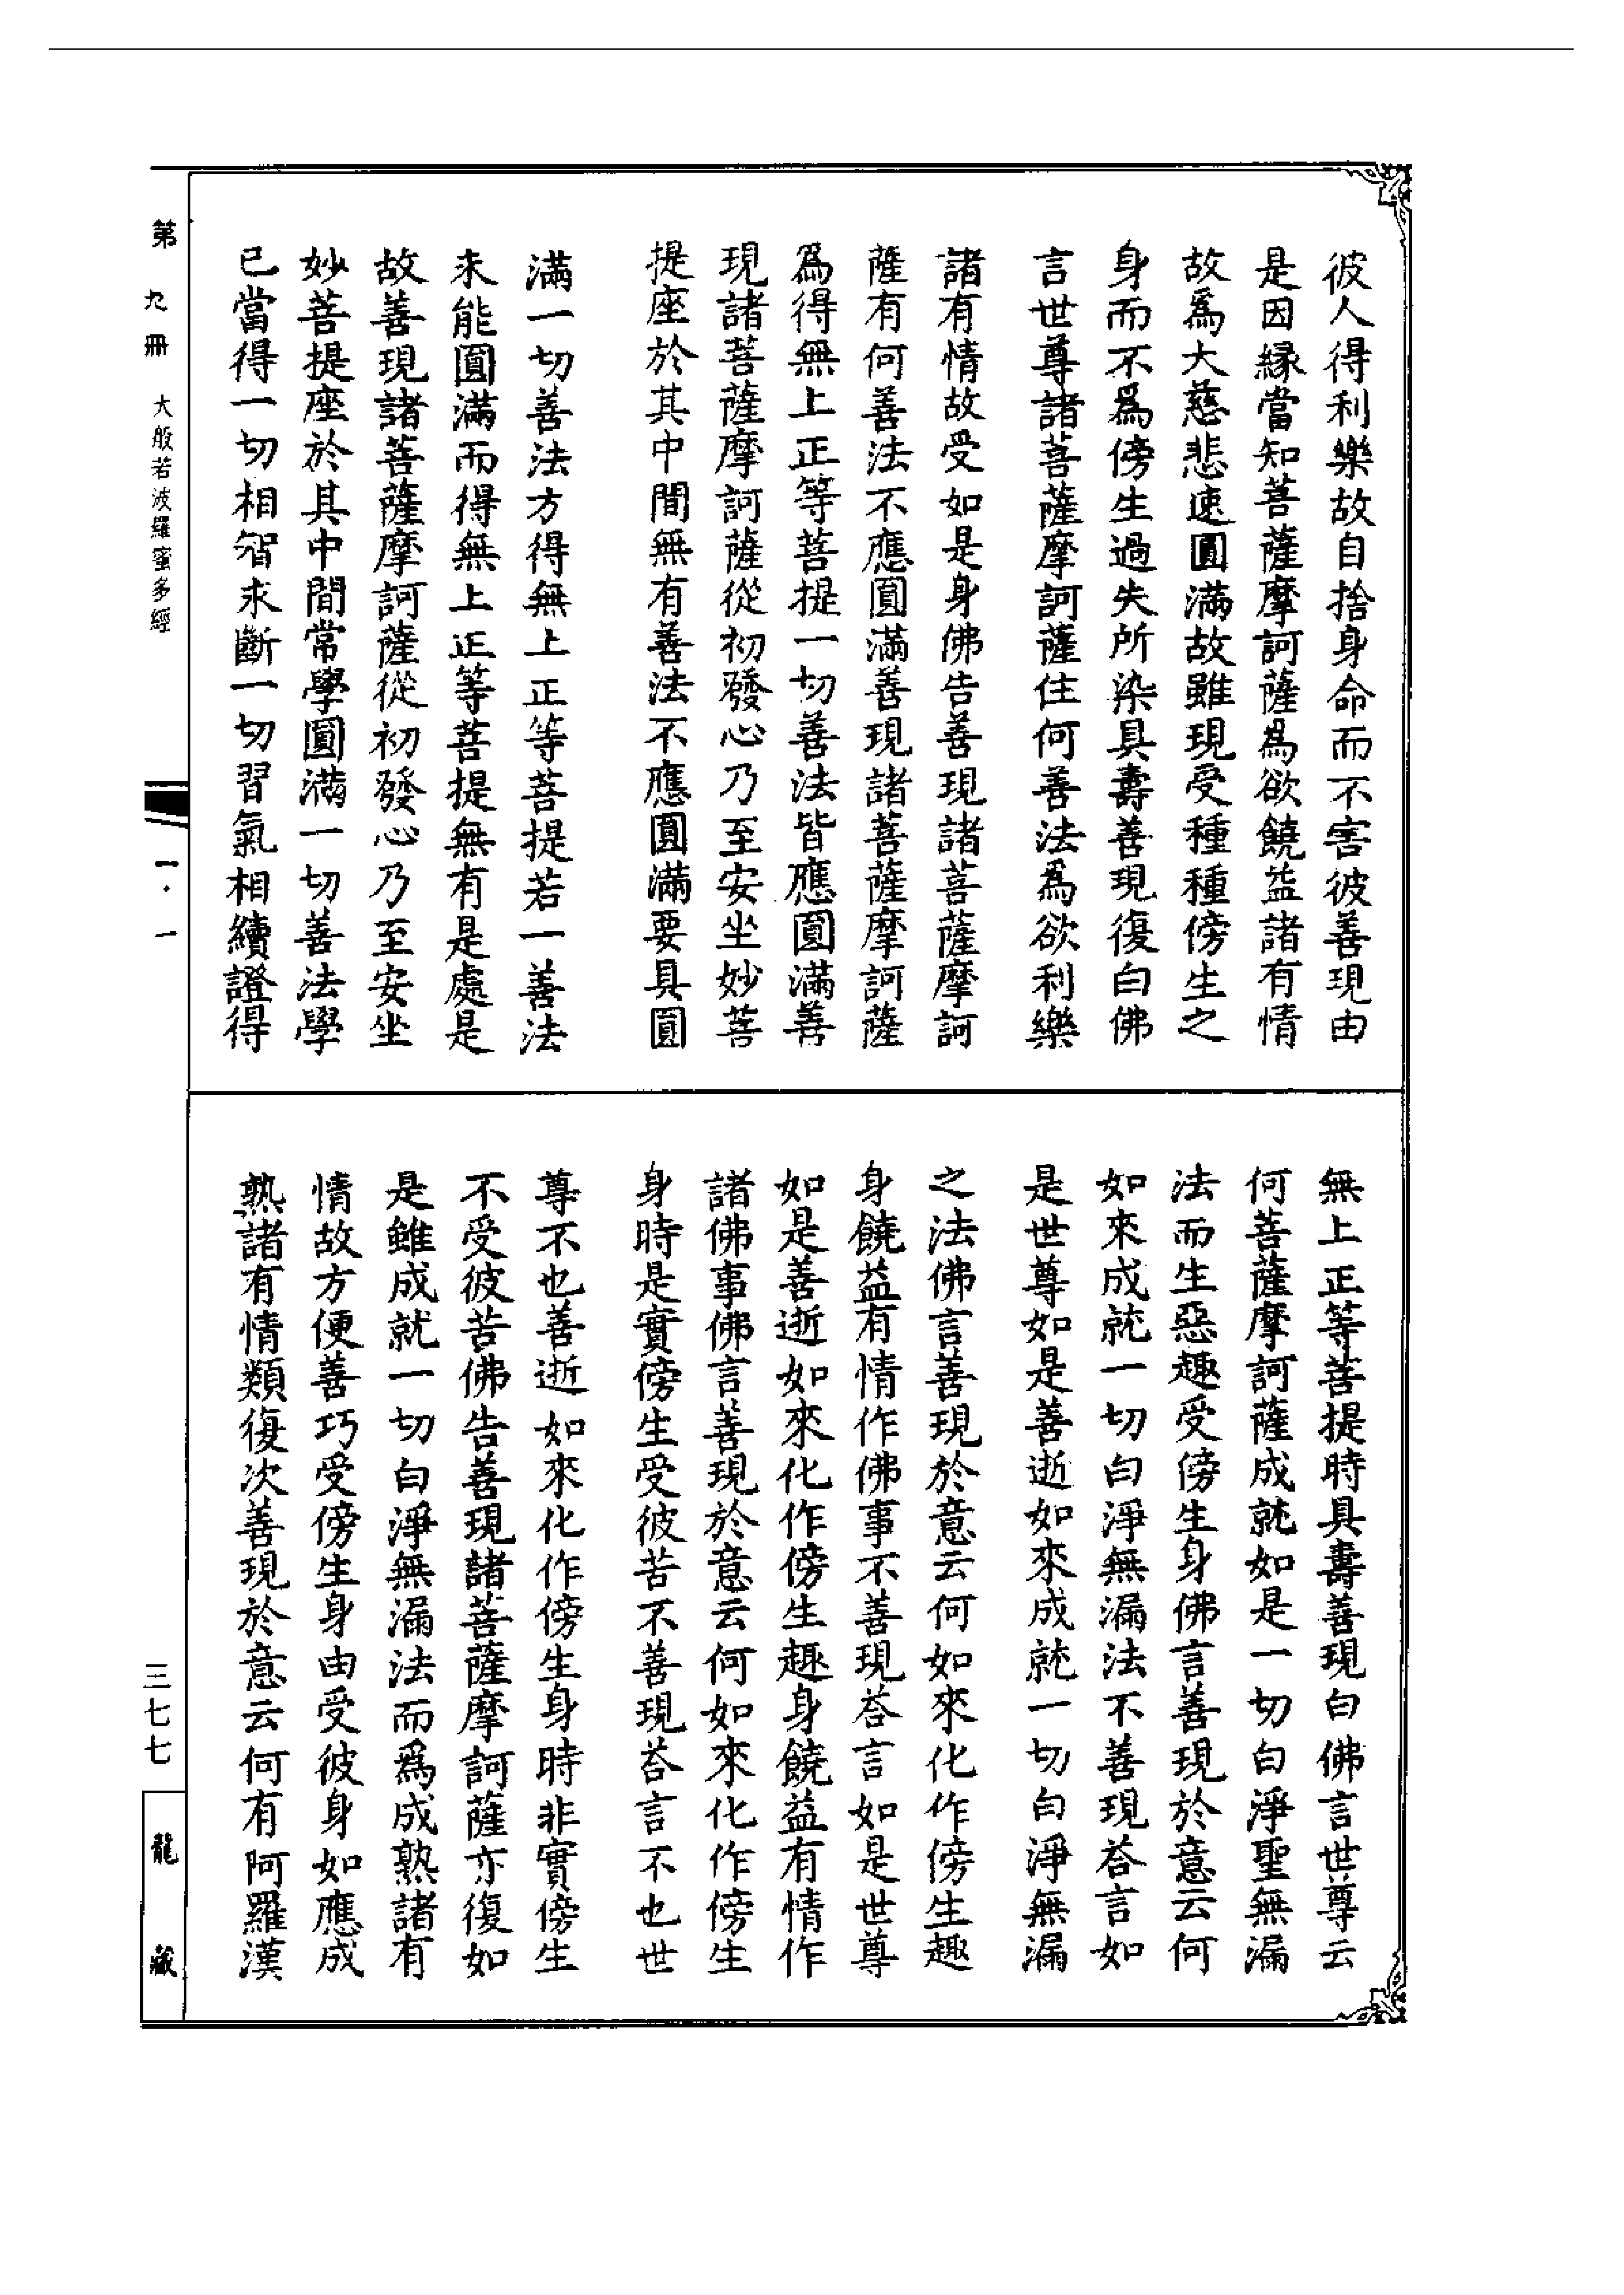 彼人得利樂故自捨身命而不害彼善現由
是因緣當知菩薩摩訶薩為欲饒益諸有情
故爲大慈悲速圓滿故雖現受種種傍生之
身而不爲傍生過失所染具壽善現復白佛
言世尊諸菩薩摩訶薩住何善法爲欲利樂
諸有情故受如是身佛告善現諸菩薩摩訶
薩有何善法不應圓滿善現諸菩薩摩訶薩
爲得無上正等菩提一切善法皆應圓滿善
現諸菩薩摩訶薩從初發心乃至安坐妙菩
提座於其中間無有善法不應圓滿要具圓
滿一切善法方得無上正等菩提若一善法
未能圓滿而得無上正等菩提無有是處是
故善現諸菩薩摩訶薩從初發心乃至安坐
妙菩提座於其中間常學圓滿一切善法學
已當得一切相智永斷一切習氣相續證得
無上正等菩提時具壽善現白佛言世尊云
何菩薩摩訶薩成就如是一切白淨聖無漏
法而生惡趣受傍生身佛言善現於意云何
如來成就一切白淨無漏法不善現荅言如
是世尊如是善逝如來成就一切白淨無漏
之法佛言善現於意云何如來化作傍生趣
身饒益有情作佛事不善現荅言如是世尊
如是善逝如來化作傍生趣身饒益有情作
諸佛事佛言善現於意云何如來化作傍生
身時是實傍生受彼苦不善現荅言不也世
尊不也善逝如來化作傍生身時非實傍生
不受彼苦佛告善現諸菩薩摩訶薩亦復如
是雖成就一切白淨無漏法而爲成熟諸有
情故方便善巧受傍生身由受彼身如應成
熟諸有情類復次善現於意云何有阿羅漢
第九冊 大般若波羅蜜多經 一·一
三七七
龍藏